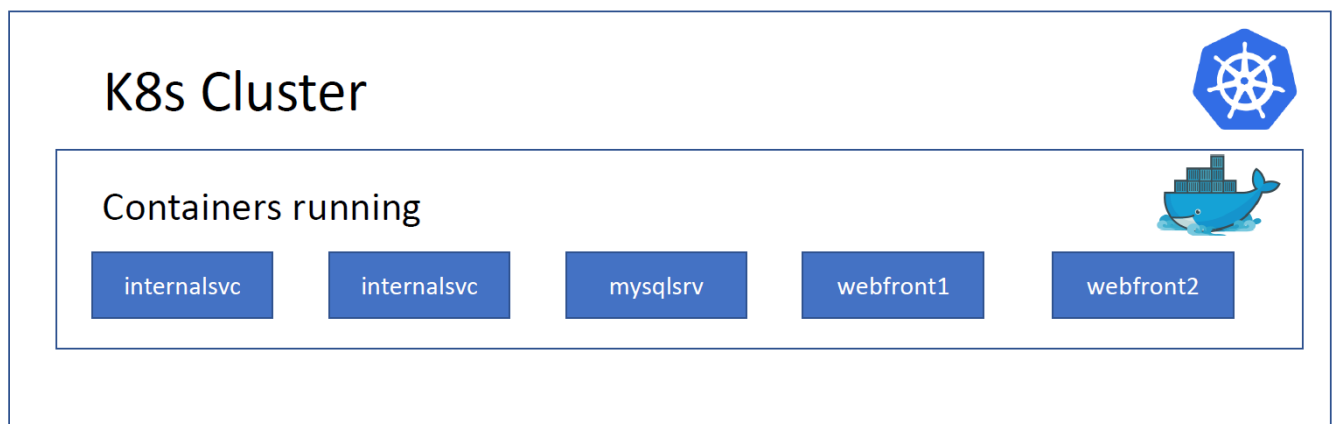 K8s Cluster
Containers running
internalsvc internalsvc mysqlsrv webfront1 webfront2